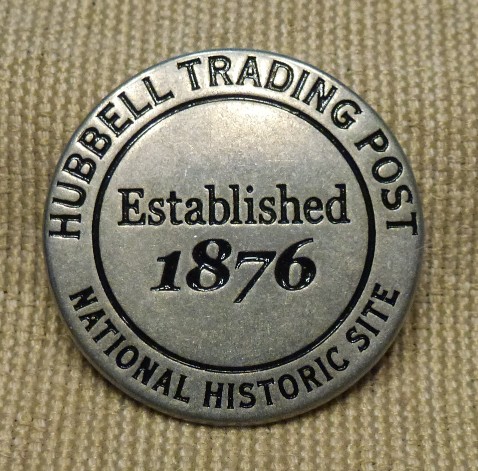 HUBBELL TRADING POST
Established
1876
NATIONAL HISTORIC SITE